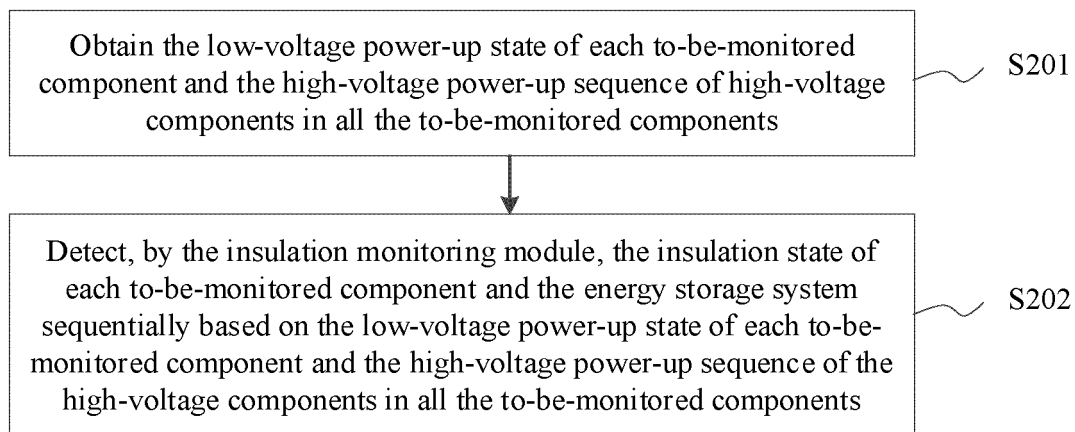 Obtain the low-voltage power-up state of each to-be-monitored
component and the high-voltage power-up sequence of high-voltage
components in all the to-be-monitored components
S201
Detect, by the insulation monitoring module, the insulation state of
each to-be-monitored component and the energy storage system
sequentially based on the low-voltage power-up state of each to-be-
monitored component and the high-voltage power-up sequence of the
high-voltage components in all the to-be-monitored components
S202